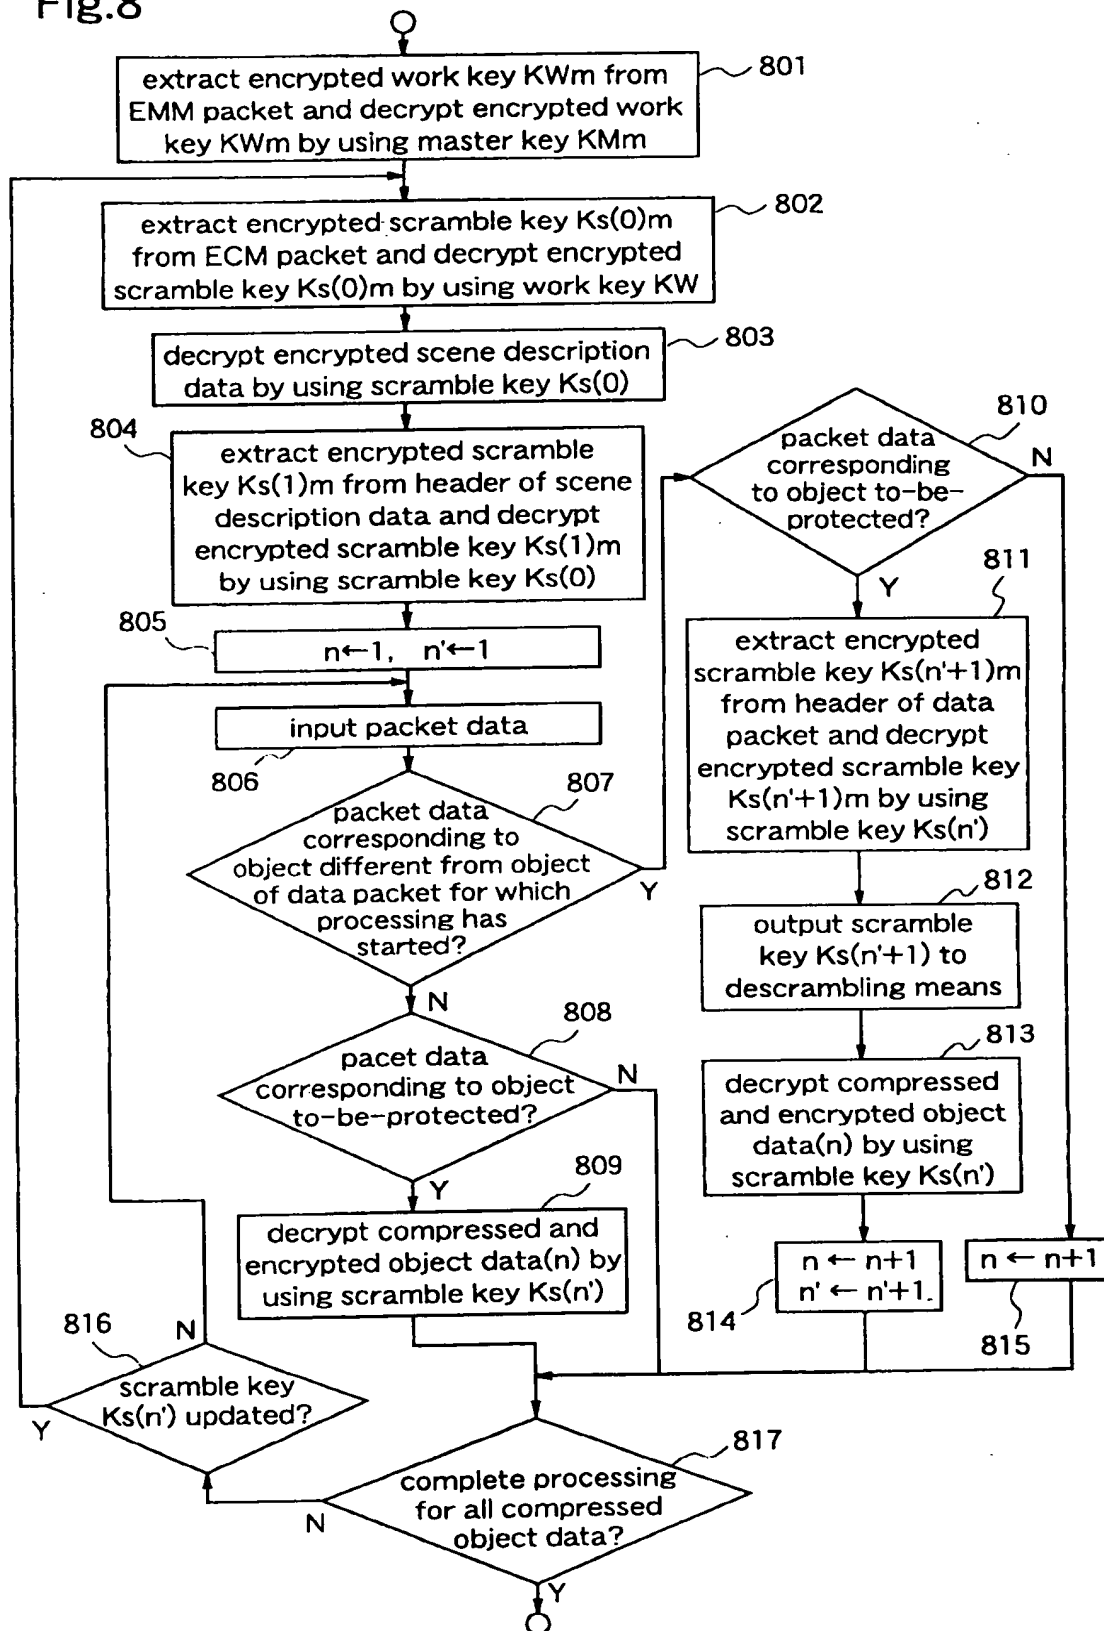 Fig.8
801
extract encrypted work key KWm from
EMM packet and decrypt encrypted work
key KWm by using master key KMm
802
extract encrypted scramble key Ks(0)m
from ECM packet and decrypt encrypted
scramble key Ks(0)m by using work key KW
803
decrypt encrypted scene description
data by using scramble key Ks(0)
804
extract encrypted scramble
key Ks(1)m from header of scene
description data and decrypt
encrypted scramble key Ks(1)m
by using scramble key Ks(0)
805
n←1, n'←1
input packet data
806
807
packet data
corresponding to
object different from object
of data packet for which
processing has
started?
Y
N
808
pacet data
corresponding to object
to-be-protected?
N
Y
809
decrypt compressed and
encrypted object data(n) by
using scramble key Ks(n')
810
packet data
corresponding
to object to-be-
protected?
N
Y
811
extract encrypted
scramble key Ks(n'+1)m
from header of data
packet and decrypt
encrypted scramble key
Ks(n'+1)m by using
scramble key Ks(n')
812
output scramble
key Ks(n'+1) to
descrambling means
813
decrypt compressed
and encrypted object
data(n) by using
scramble key Ks(n')
n ← n+1
n' ← n'+1.
814
n ← n+1
815
816
N
scramble key
Ks(n') updated?
Y
817
complete processing
for all compressed
object data?
N
Y